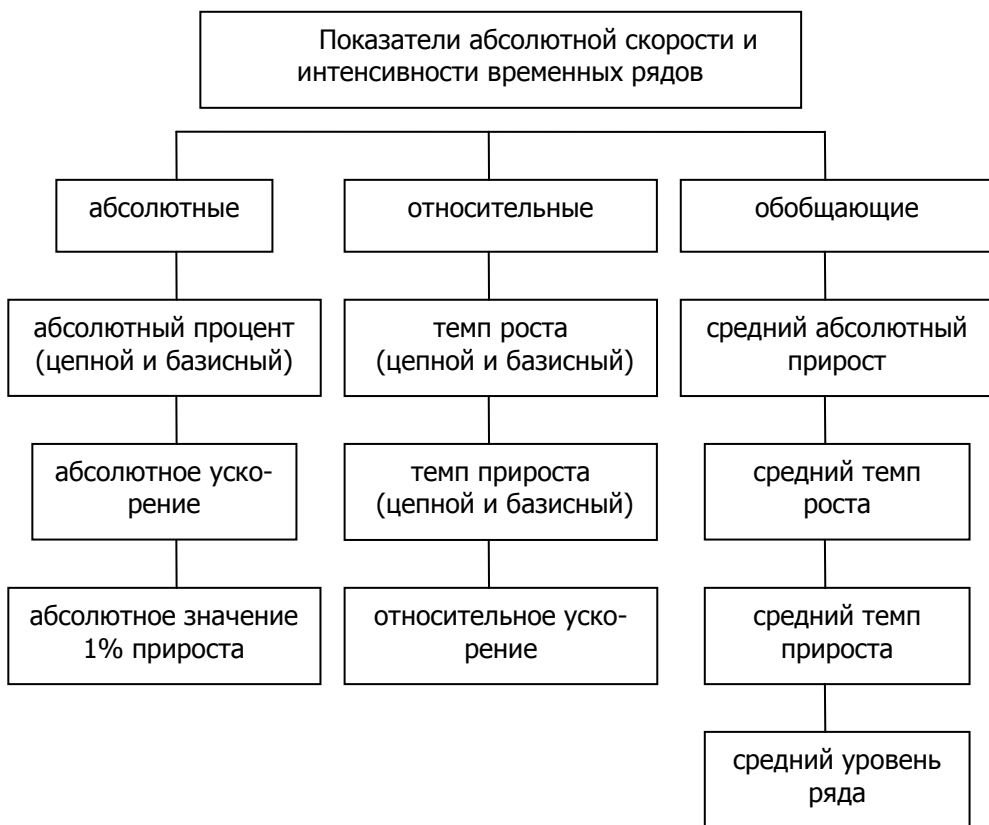 Показатели абсолютной скорости и
интенсивности временных рядов
абсолютные
относительные
обобщающие
абсолютный процент
(цепной и базисный)
темп роста
(цепной и базисный)
средний абсолютный
прирост
абсолютное уско-
рение
темп прироста
(цепной и базисный)
средний темп
роста
абсолютное значение
1% прироста
относительное уско-
рение
средний темп
прироста
средний уровень
ряда